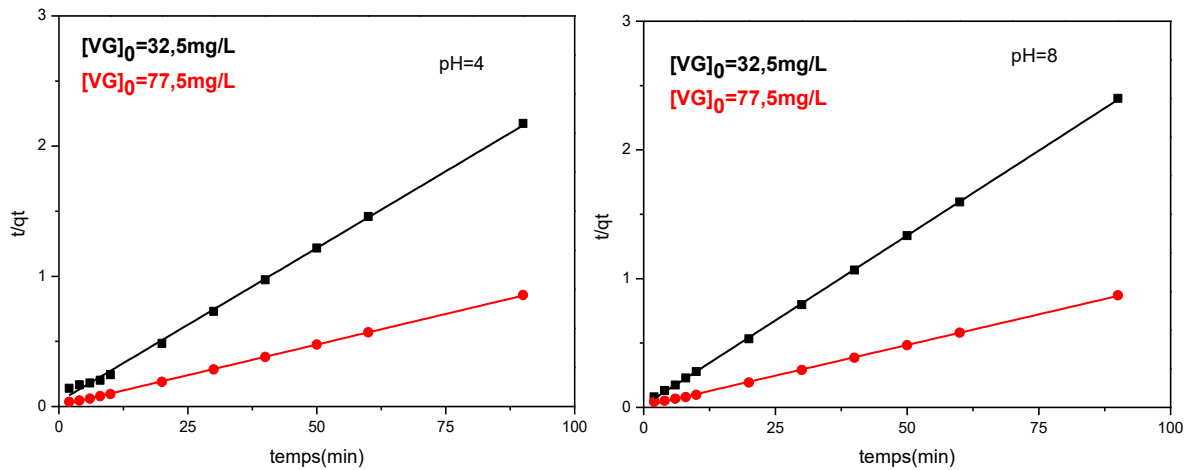 [VG]0=32,5mg/L
[VG]0=77,5mg/L
pH=4
3
2
1
0
t/qt
0
25
50
75
100
temps(min)
[VG]0=32,5mg/L
[VG]0=77,5mg/L
pH=8
3
2
1
0
t/qt
0
25
50
75
100
temps(min)